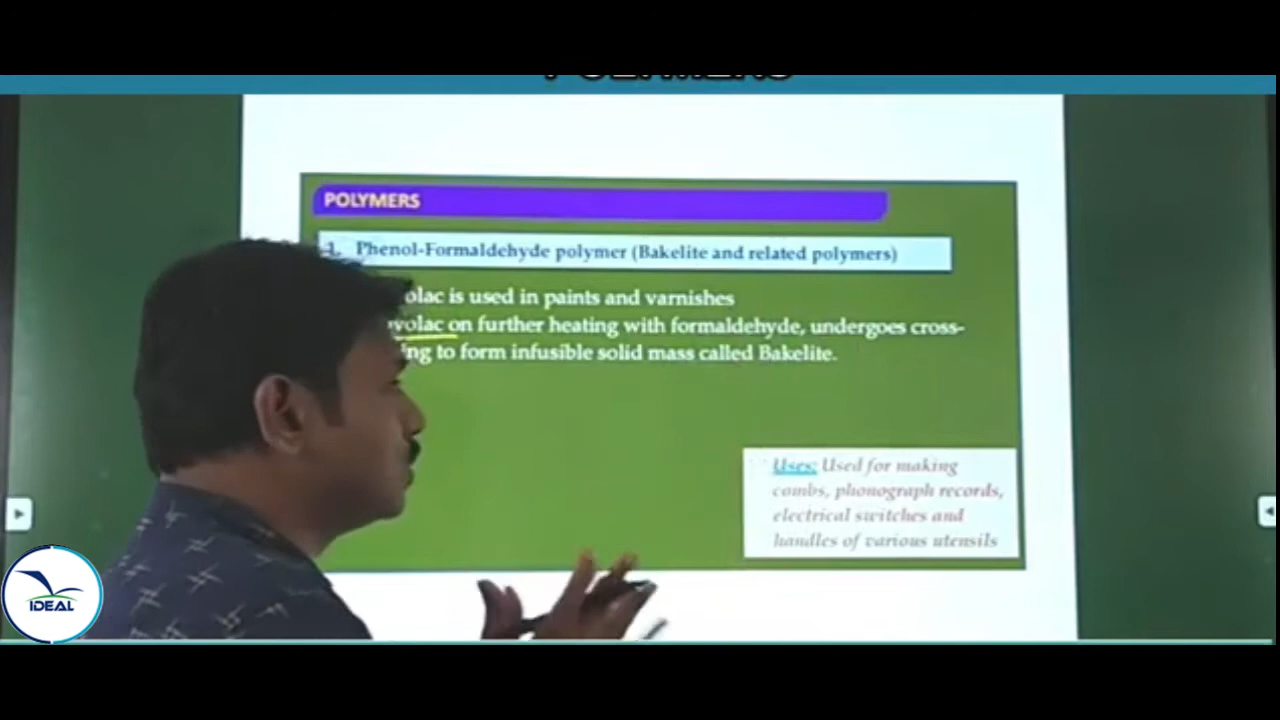 POLYMERS
1. Phenol-Formaldehyde polymer (Bakelite and related polymers)
olac is used in paints and varnishes
ovolac on further heating with formaldehyde, undergoes cross-
ing to form infusible solid mass called Bakelite.
Uses: Used for making
combs, phonograph records,
electrical switches and
handles of various utensils
IDEAL